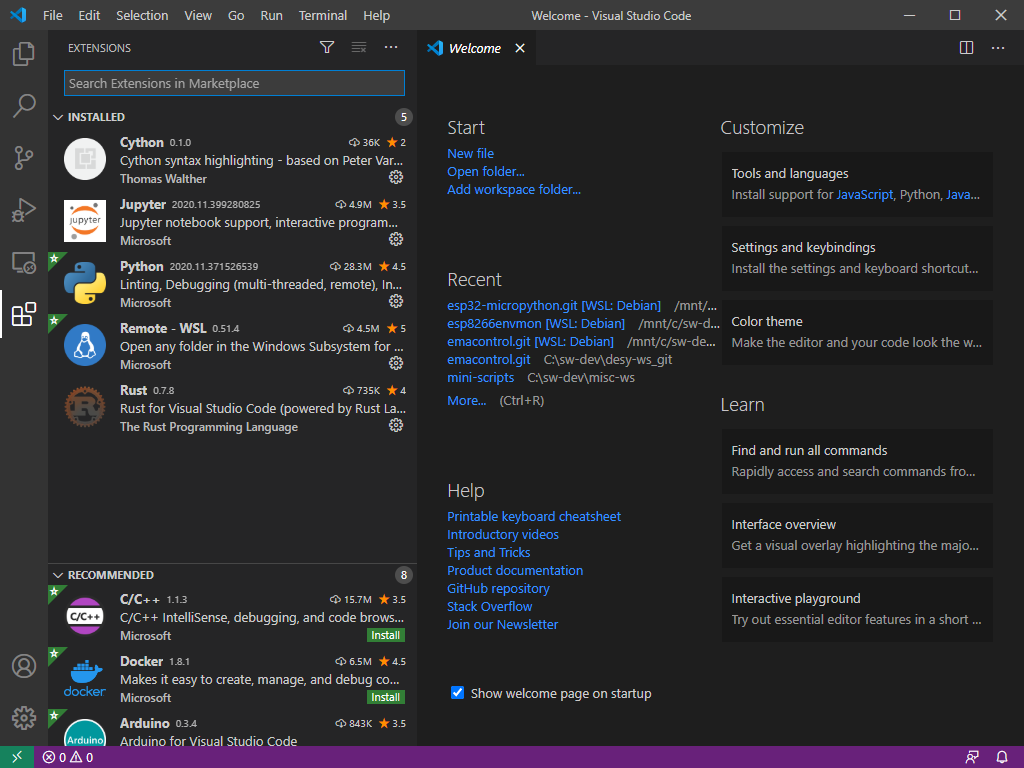 File Edit Selection View Go Run Terminal Help Welcome - Visual Studio Code
EXTENSIONS
Search Extensions in Marketplace
INSTALLED 5
Cython 0.1.0 36K 2
Cython syntax highlighting - based on Peter Var...
Thomas Walther
jupyter
Jupyter 2020.11.399280825 4.9M 3.5
Jupyter notebook support, interactive program...
Microsoft
Python 2020.11.371526539 28.3M 4.5
Linting, Debugging (multi-threaded, remote), In...
Microsoft
Remote - WSL 0.51.4 4.5M 5
Open any folder in the Windows Subsystem for ...
Microsoft
Rust 0.7.8 735K 4
Rust for Visual Studio Code (powered by Rust La...
The Rust Programming Language
RECOMMENDED 8
C/C++
C/C++ 1.1.3 15.7M 3.5
C/C++ IntelliSense, debugging, and code brows...
Microsoft Install
docker
Docker 1.8.1 6.5M 4.5
Makes it easy to create, manage, and debug co...
Microsoft Install
Arduino
Arduino 0.3.4 843K 3.5
Arduino for Visual Studio Code
Welcome
Start
New file
Open folder...
Add workspace folder...
Recent
esp32-micropython.git [WSL: Debian] /mnt/...
esp8266envmon [WSL: Debian] /mnt/c/sw-d...
emacontrol.git [WSL: Debian] /mnt/c/sw-de...
emacontrol.git C:\sw-dev\desy-ws_git
mini-scripts C:\sw-dev\misc-ws
More... (Ctrl+R)
Help
Printable keyboard cheatsheet
Introductory videos
Tips and Tricks
Product documentation
GitHub repository
Stack Overflow
Join our Newsletter
Show welcome page on startup
Customize
Tools and languages
Install support for JavaScript, Python, Java...
Settings and keybindings
Install the settings and keyboard shortcut...
Color theme
Make the editor and your code look the w...
Learn
Find and run all commands
Rapidly access and search commands fro...
Interface overview
Get a visual overlay highlighting the majo...
Interactive playground
Try out essential editor features in a short ...
0 0